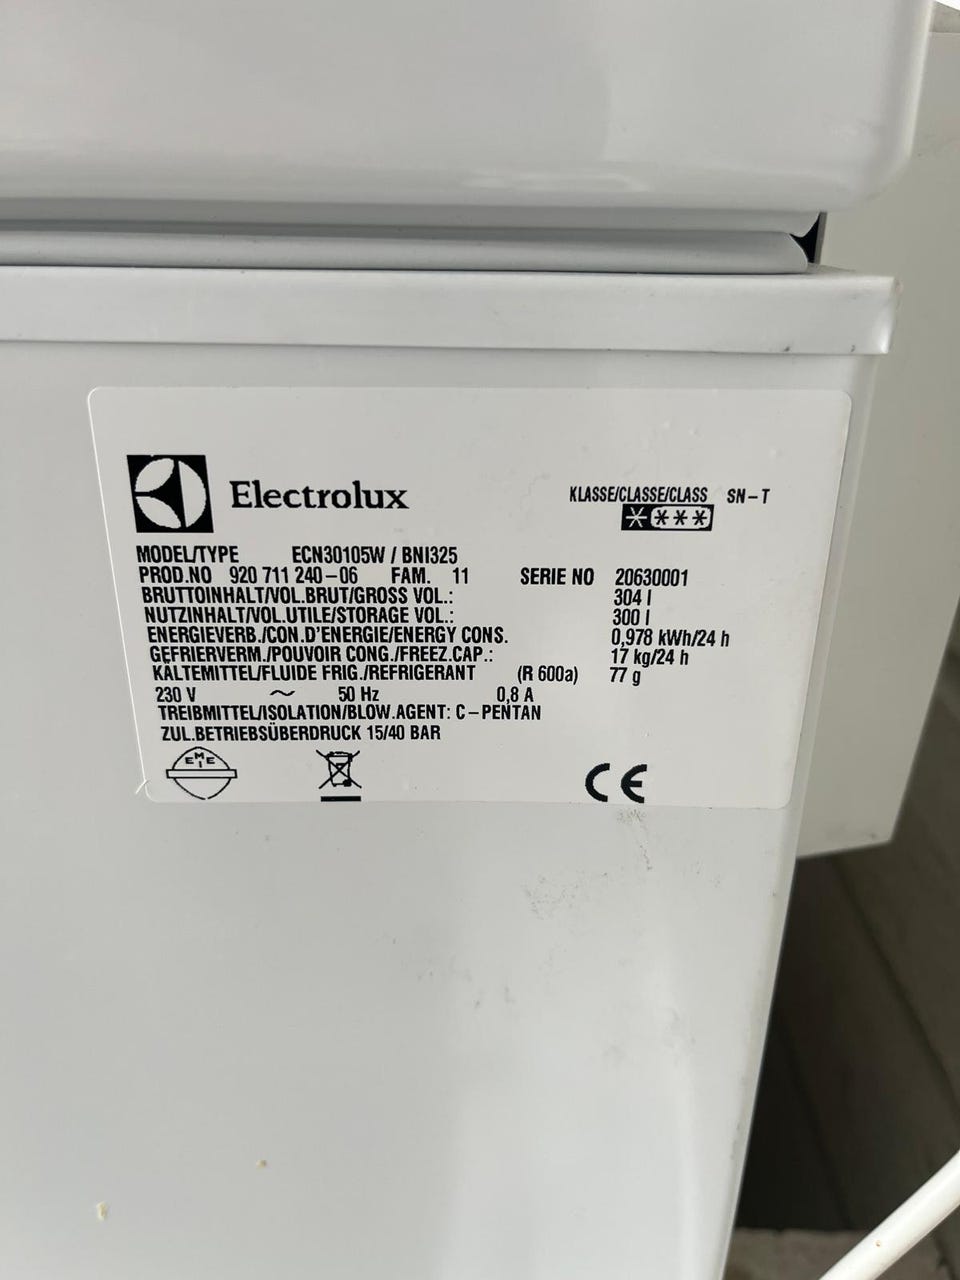 Electrolux
KLASSE/CLASSE/CLASS SN-T
MODEL/TYPE ECN30105W / BNI325
PROD.NO 920 711 240-06 FAM. 11 SERIE NO 20630001
BRUTTOINHALT/VOL.BRUT/GROSS VOL.: 304 l
NUTZINHALT/VOL.UTILE/STORAGE VOL.: 300 l
ENERGIEVERB./CON.D'ENERGIE/ENERGY CONS. 0,978 kWh/24 h
GEFRIERVERM./POUVOIR CONG./FREEZ.CAP.: 17 kg/24 h
KÄLTEMITTEL/FLUIDE FRIG./REFRIGERANT (R 600a) 77 g
230 V ~ 50 Hz 0,8 A
TREIBMITTEL/ISOLATION/BLOW.AGENT: C-PENTAN
ZUL.BETRIEBSÜBERDRUCK 15/40 BAR
EMEI
CE